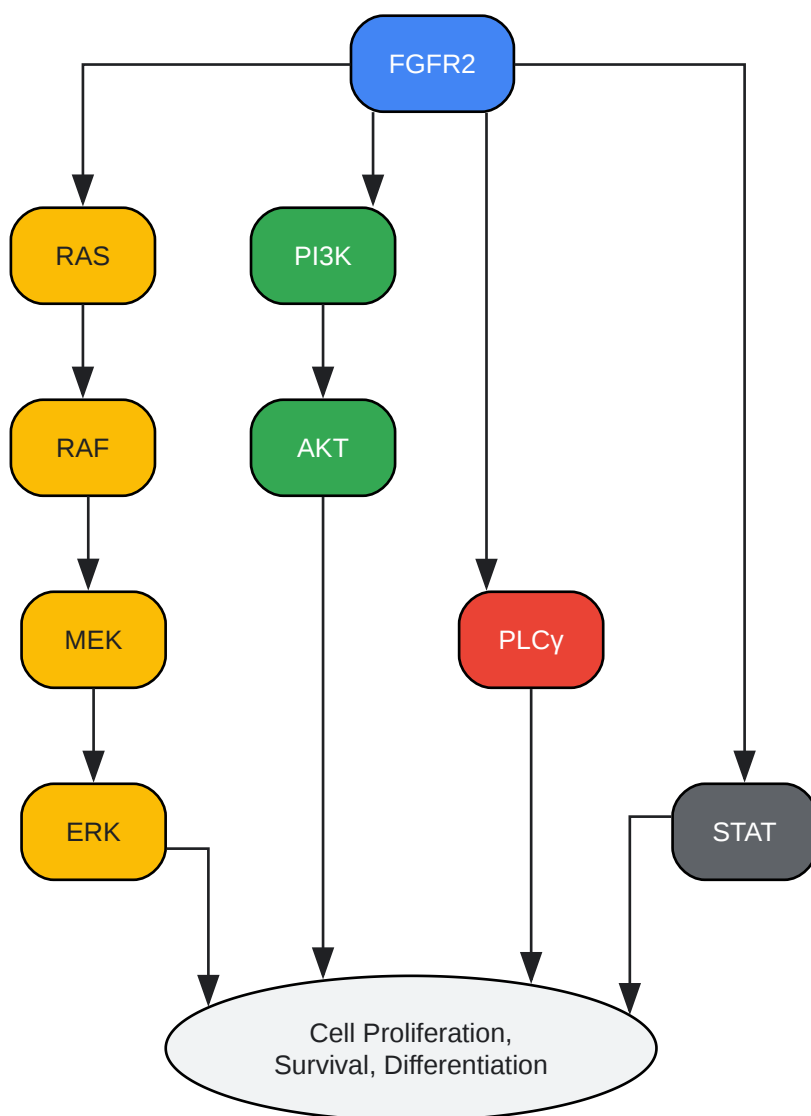 FGFR2
RAS
PI3K
RAF
AKT
MEK
PLCγ
ERK
STAT
Cell Proliferation,
Survival, Differentiation